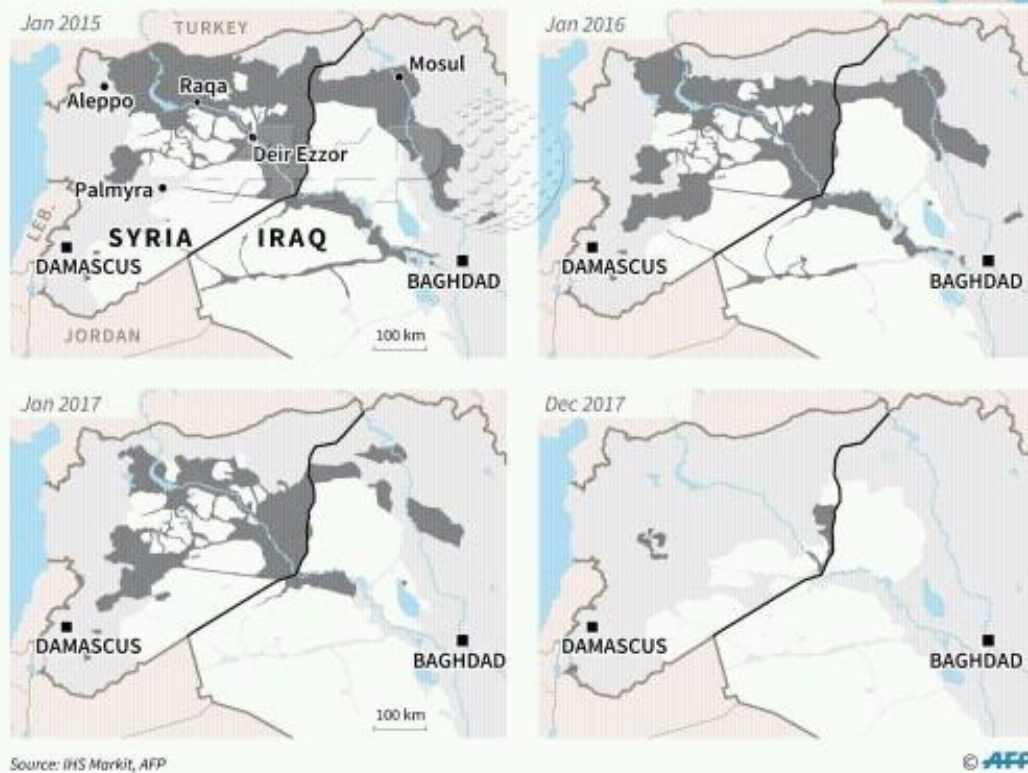 Jan 2015
TURKEY
Mosul
Raqa
Aleppo
Deir Ezzor
Palmyra
LEB.
SYRIA
IRAQ
DAMASCUS
BAGHDAD
JORDAN
100 km
Jan 2016
DAMASCUS
BAGHDAD
Jan 2017
DAMASCUS
BAGHDAD
100 km
Dec 2017
DAMASCUS
BAGHDAD
Source: IHS Markit, AFP
© AFP